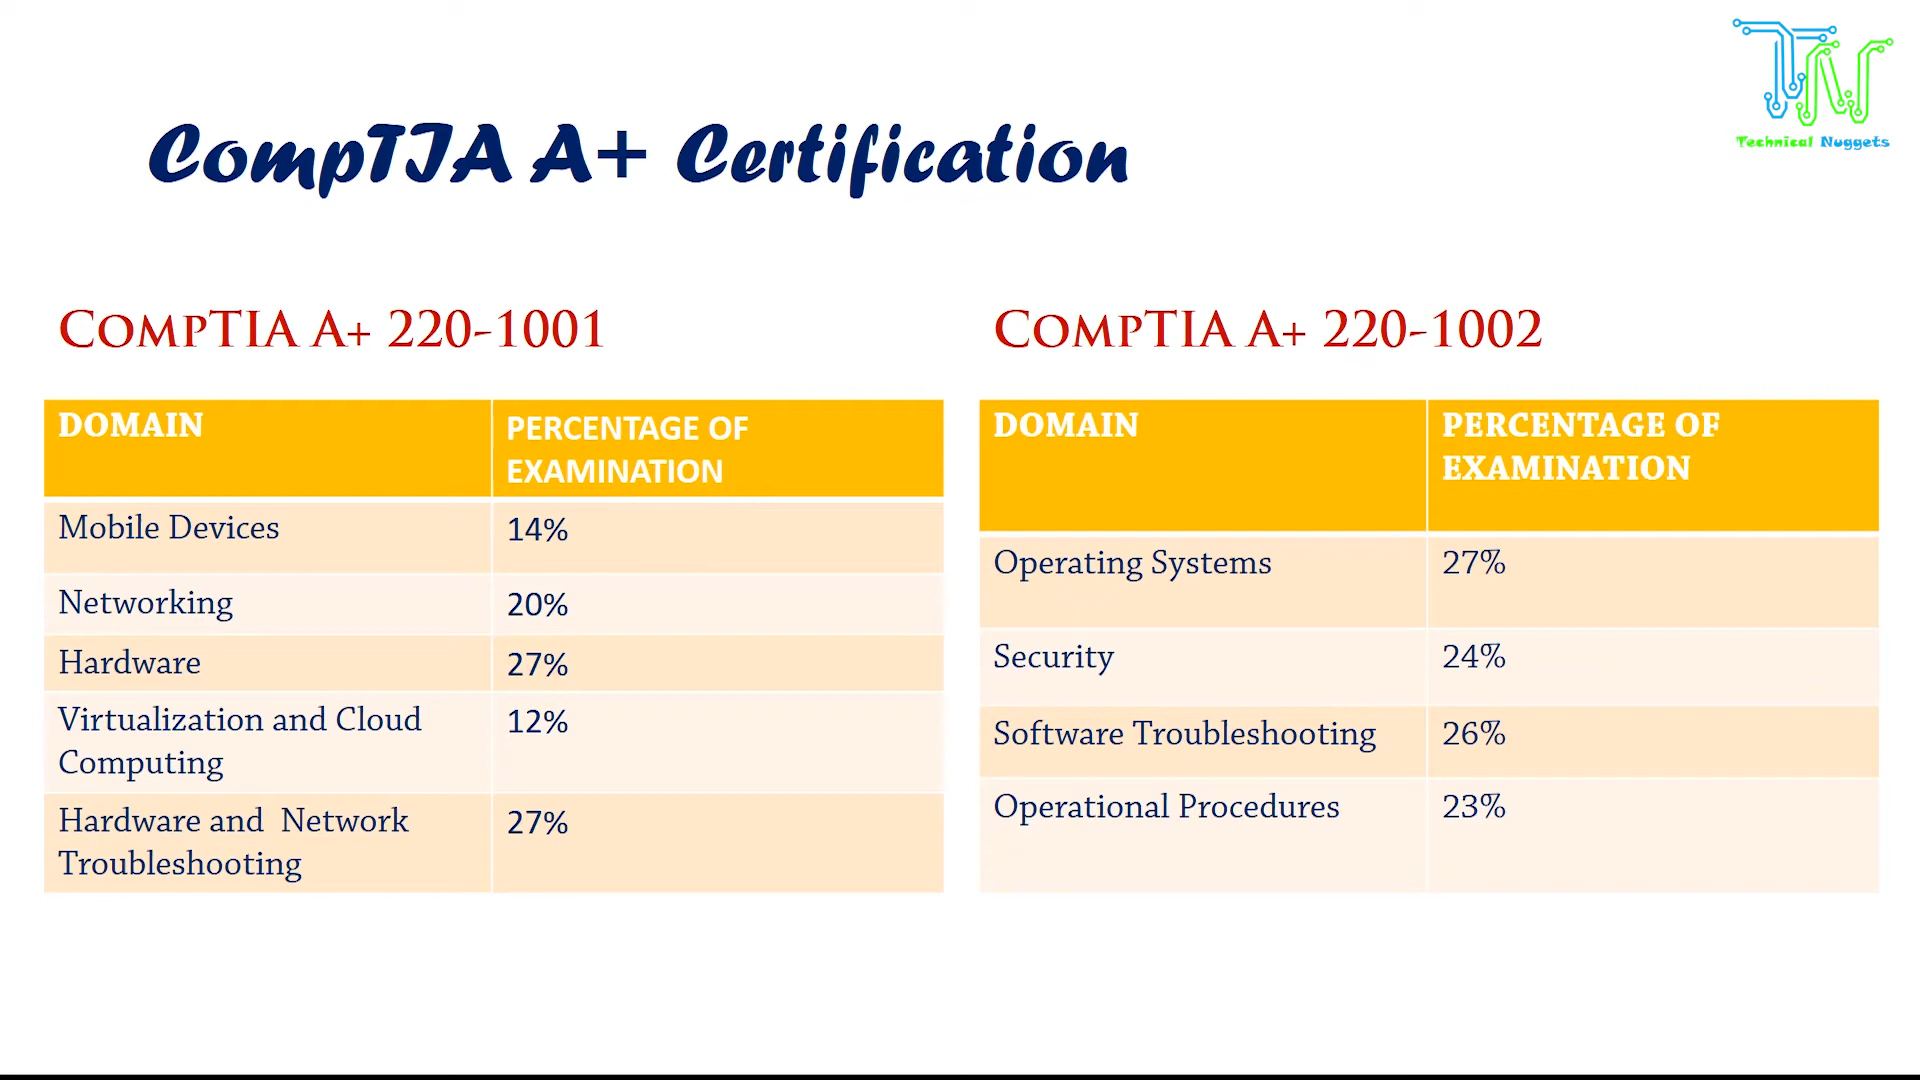 Technical Nuggets
CompTIA A+ Certification
CompTIA A+ 220-1001
DOMAIN
PERCENTAGE OF
EXAMINATION
Mobile Devices
14%
Networking
20%
Hardware
27%
Virtualization and Cloud
Computing
12%
Hardware and Network
Troubleshooting
27%
CompTIA A+ 220-1002
DOMAIN
PERCENTAGE OF
EXAMINATION
Operating Systems
27%
Security
24%
Software Troubleshooting
26%
Operational Procedures
23%